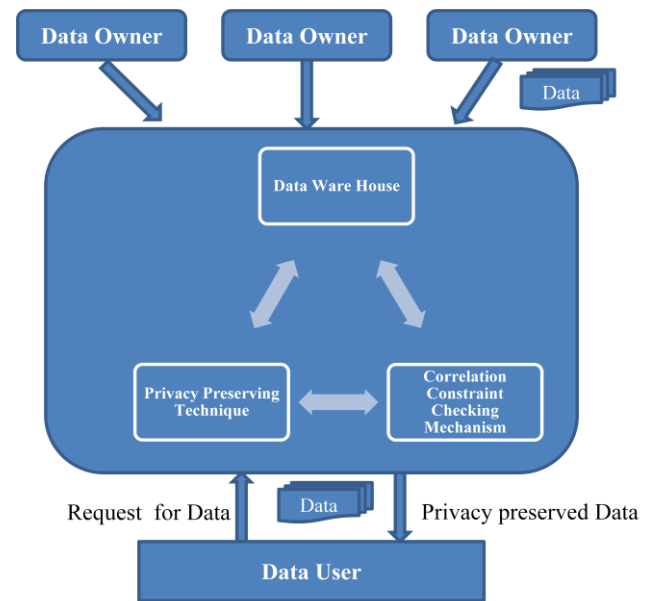 Data Owner
Data Owner
Data Owner
Data
Data Ware House
Privacy Preserving
Technique
Correlation
Constraint
Checking
Mechanism
Request for Data
Data
Privacy preserved Data
Data User